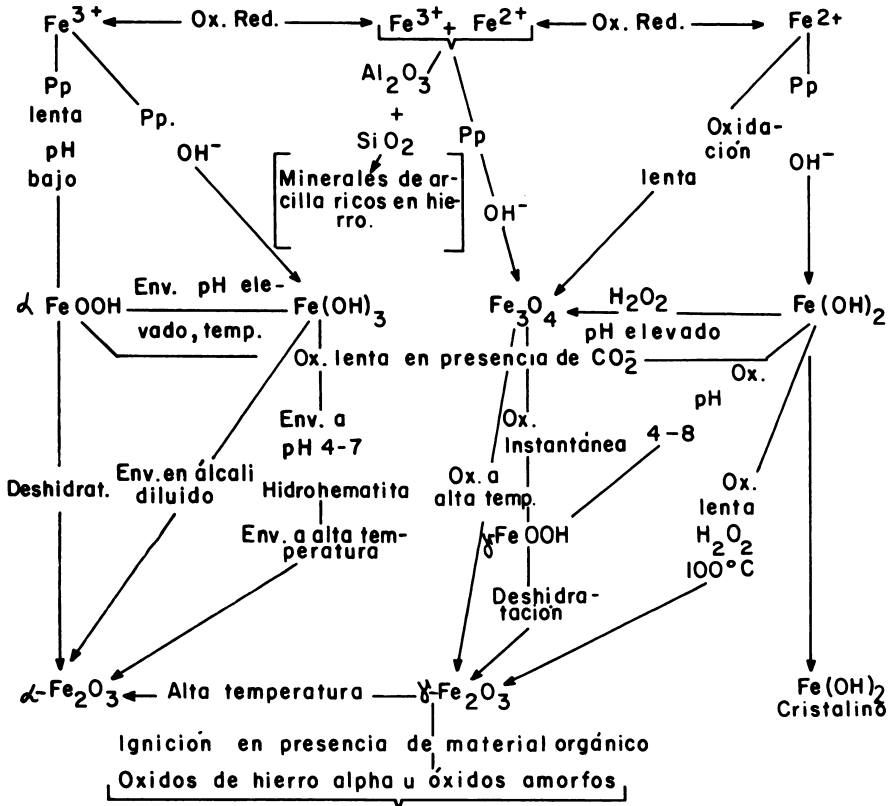 Fe³⁺ Ox. Red. Fe³⁺ + Fe²⁺ Ox. Red. Fe²⁺
Pp
lenta
pH
bajo
Pp.
OH⁻
Al₂O₃
+
SiO₂
Minerales de ar-
cilla ricos en hie-
rro.
Pp
OH⁻
Oxida-
ción
lenta
Pp
OH⁻
α FeOOH Env. pH ele- Fe(OH)₃ Fe₃O₄ H₂O₂ Fe(OH)₂
vado, temp. pH elevado
Ox. lenta en presencia de CO₂⁻ Ox.
pH
4-8
Env. a
pH 4-7
Ox.
Instantánea
Deshidrat.
Env. en álcali
diluido
Hidrohematita
Env. a alta tem-
peratura
Ox. a
alta temp.
γFeOOH
Deshidra-
tación
Ox.
lenta
H₂O₂
100°C
α-Fe₂O₃ Alta temperatura γ-Fe₂O₃ Fe(OH)₂
Cristalino
Ignición en presencia de material orgánico
Oxidos de hierro alpha u óxidos amorfos